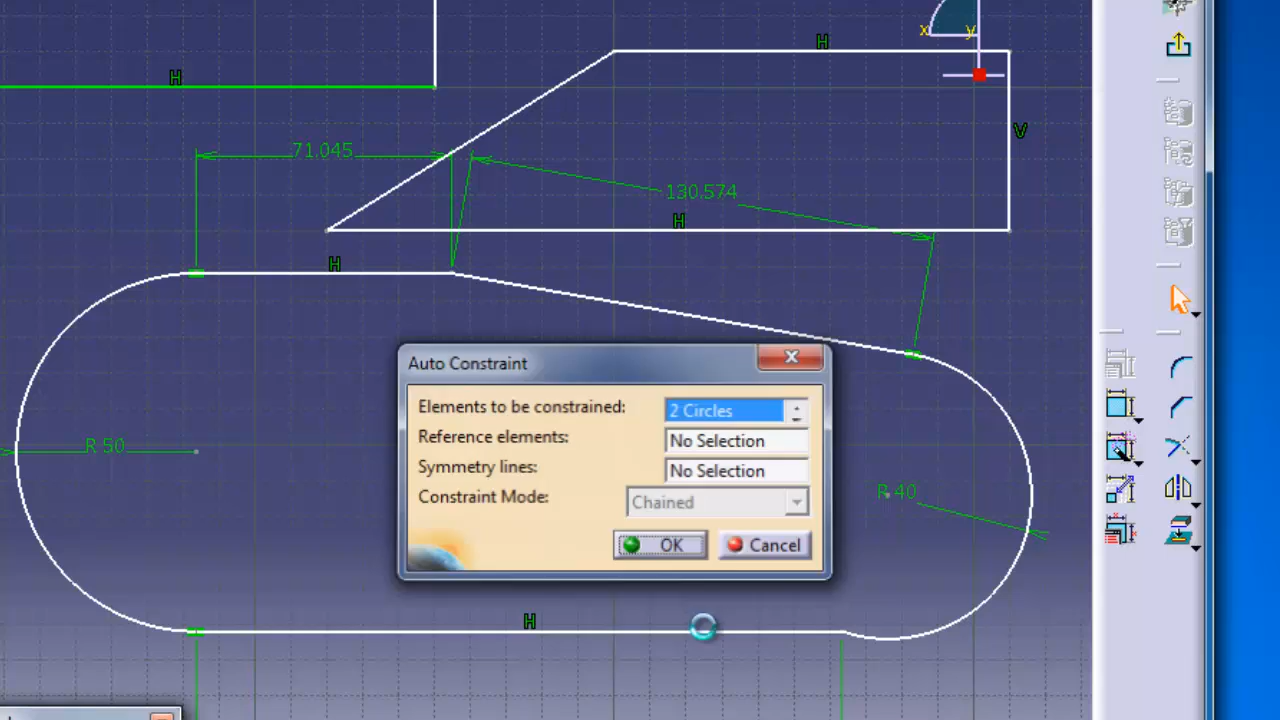 x y
H
H
V
71.045
130.574
H
H
Auto Constraint
Elements to be constrained: 2 Circles
Reference elements: No Selection
Symmetry lines: No Selection
Constraint Mode: Chained
OK Cancel
R 50
R 40
H